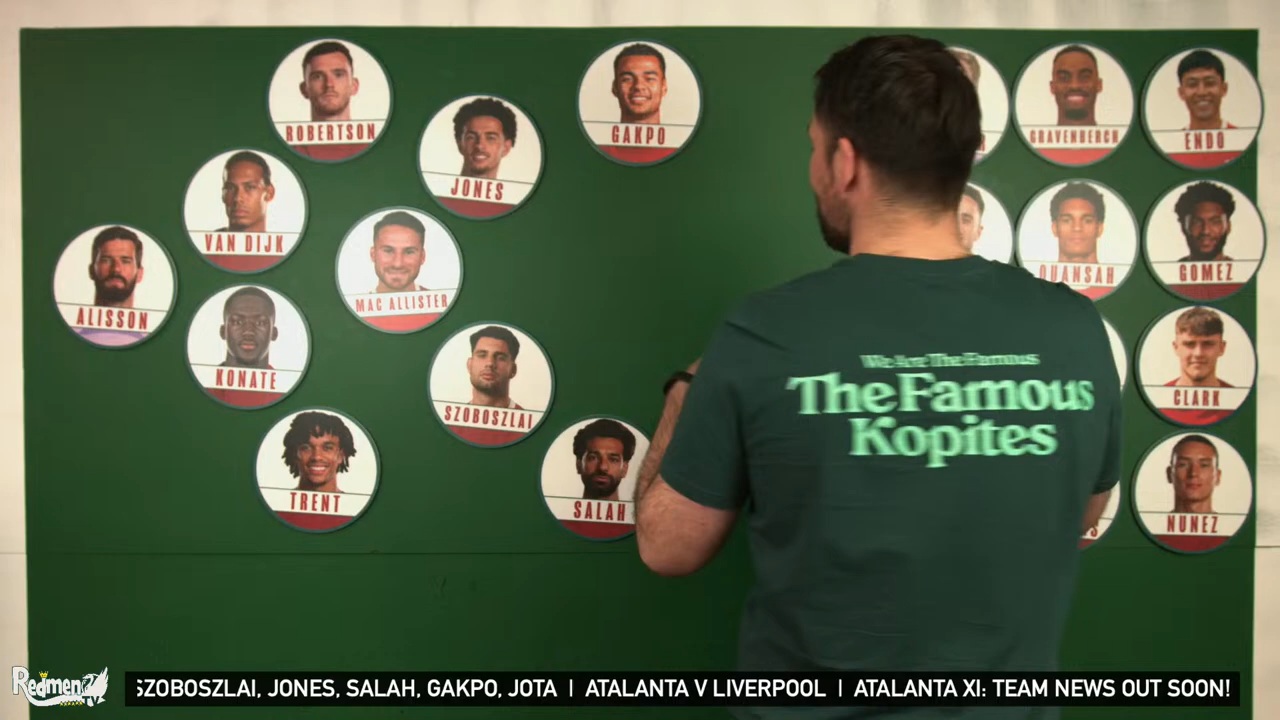 ROBERTSON
GAKPO
GRAVENBERCH
ENDO
JONES
VAN DIJK
QUANSAH
GOMEZ
MAC ALLISTER
ALISSON
KONATE
SZOBOSZLAI
CLARK
TRENT
SALAH
NUNEZ
We Are The Famous
The Famous
Kopites
Redmen
SZOBOSZLAI, JONES, SALAH, GAKPO, JOTA | ATALANTA V LIVERPOOL | ATALANTA XI: TEAM NEWS OUT SOON!